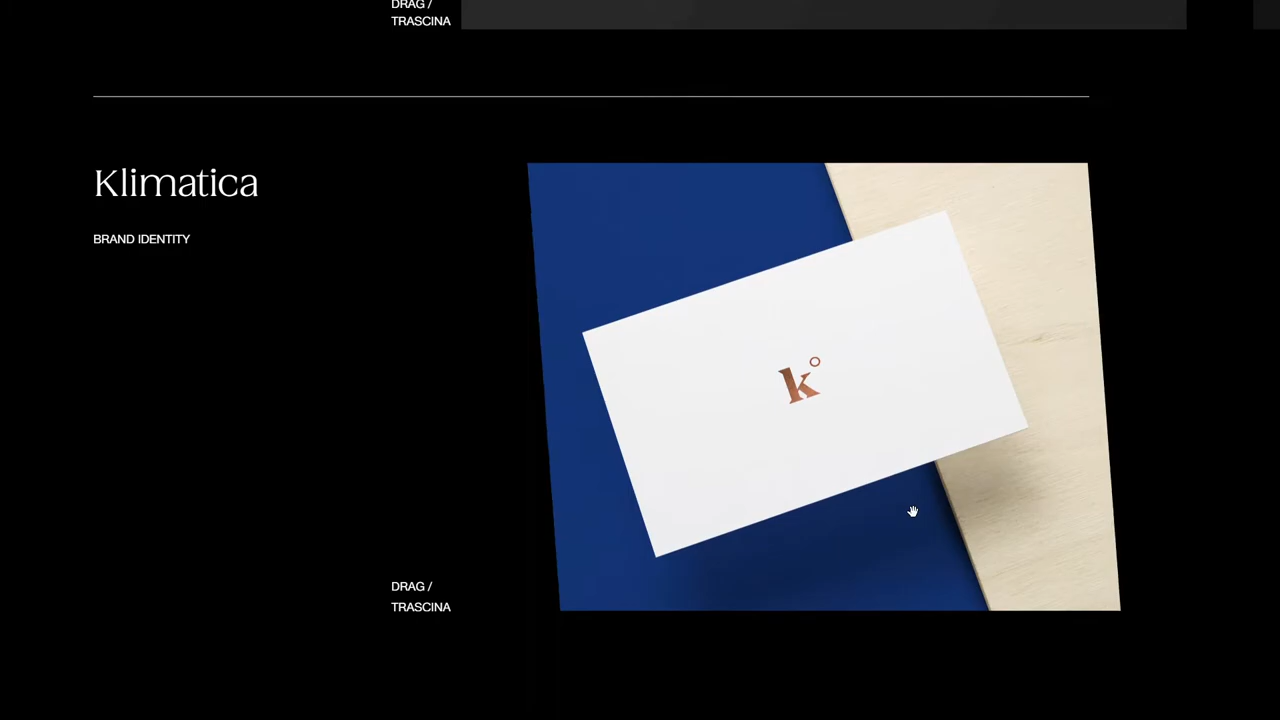 DRAG /
TRASCINA
Klimatica
BRAND IDENTITY
k°
DRAG /
TRASCINA